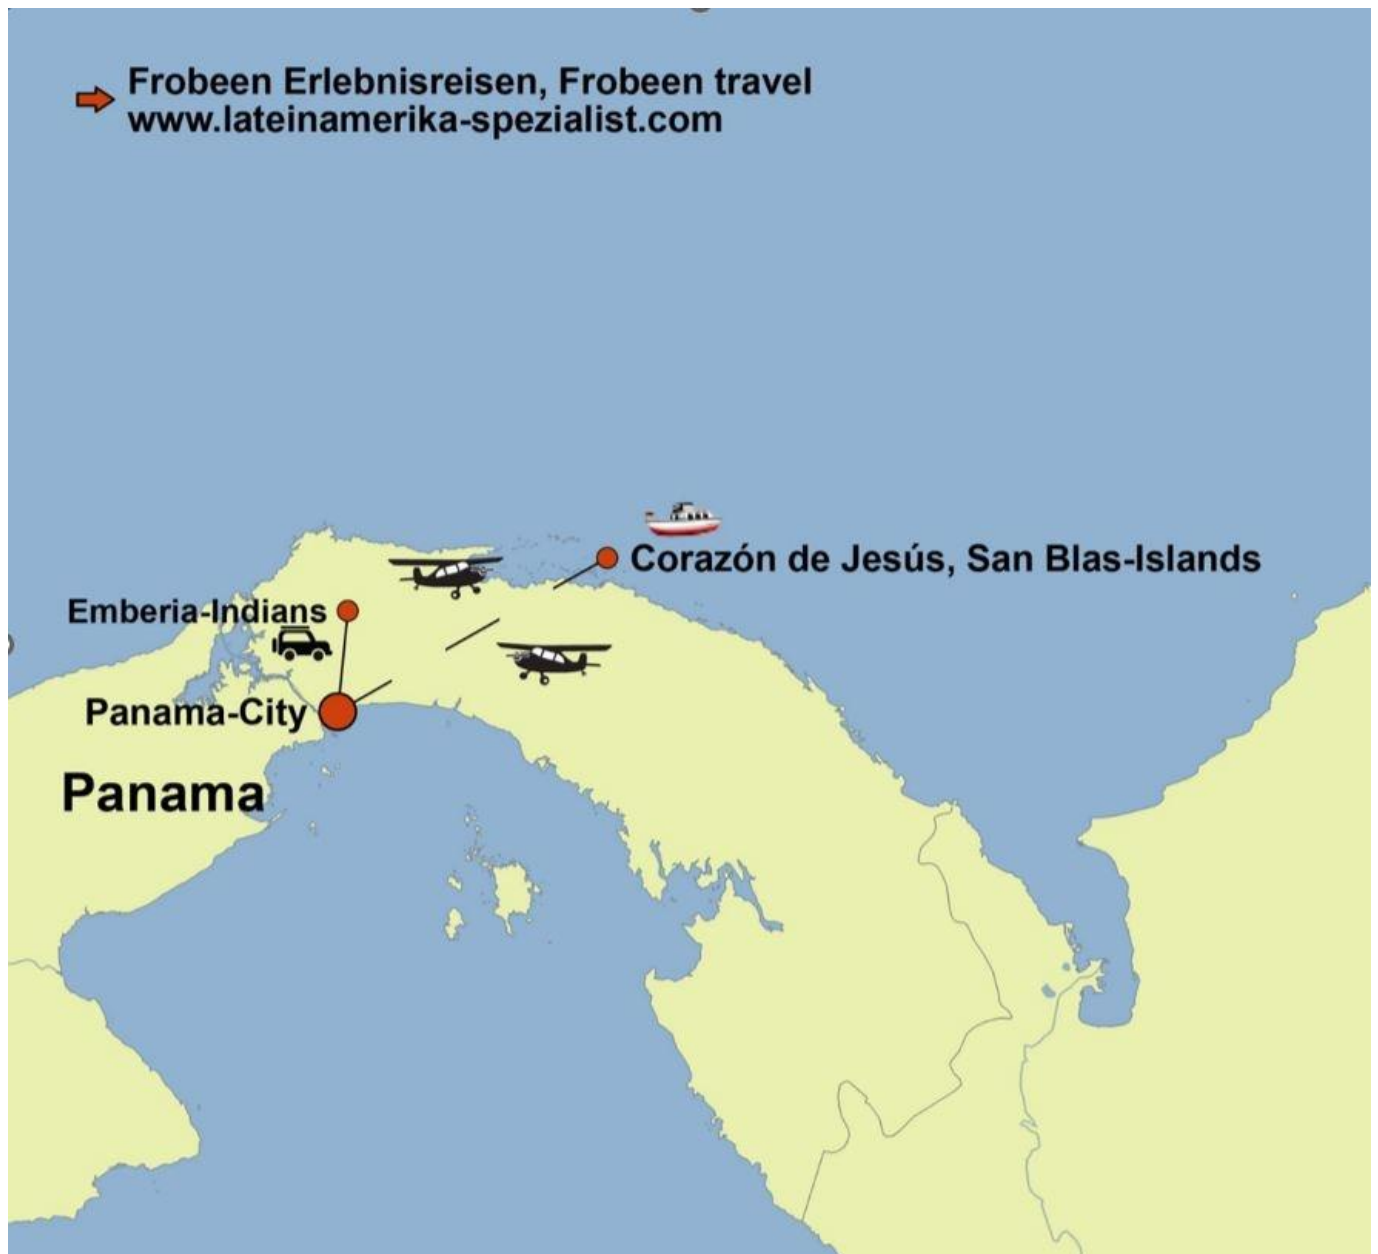 Frobeen Erlebnisreisen, Frobeen travel
www.lateinamerika-spezialist.com
Corazón de Jesús, San Blas-Islands
Emberia-Indians
Panama-City
Panama